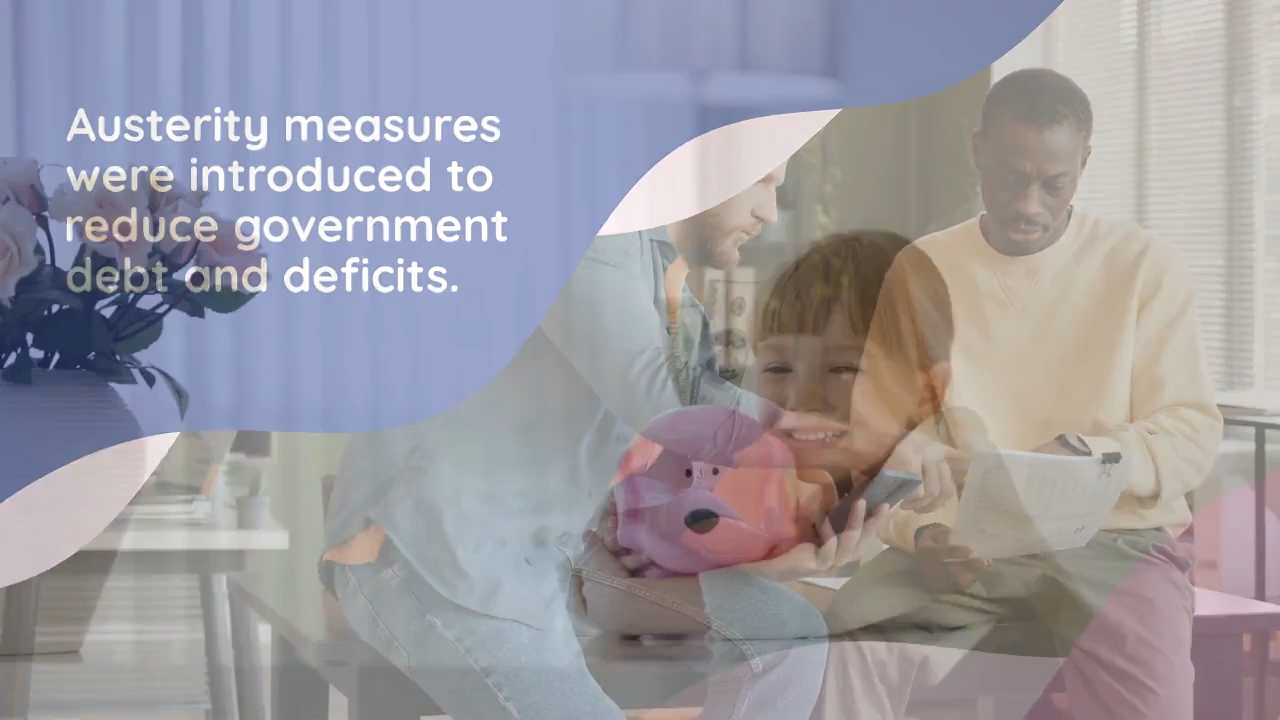 Austerity measures
were introduced to
reduce government
debt and deficits.